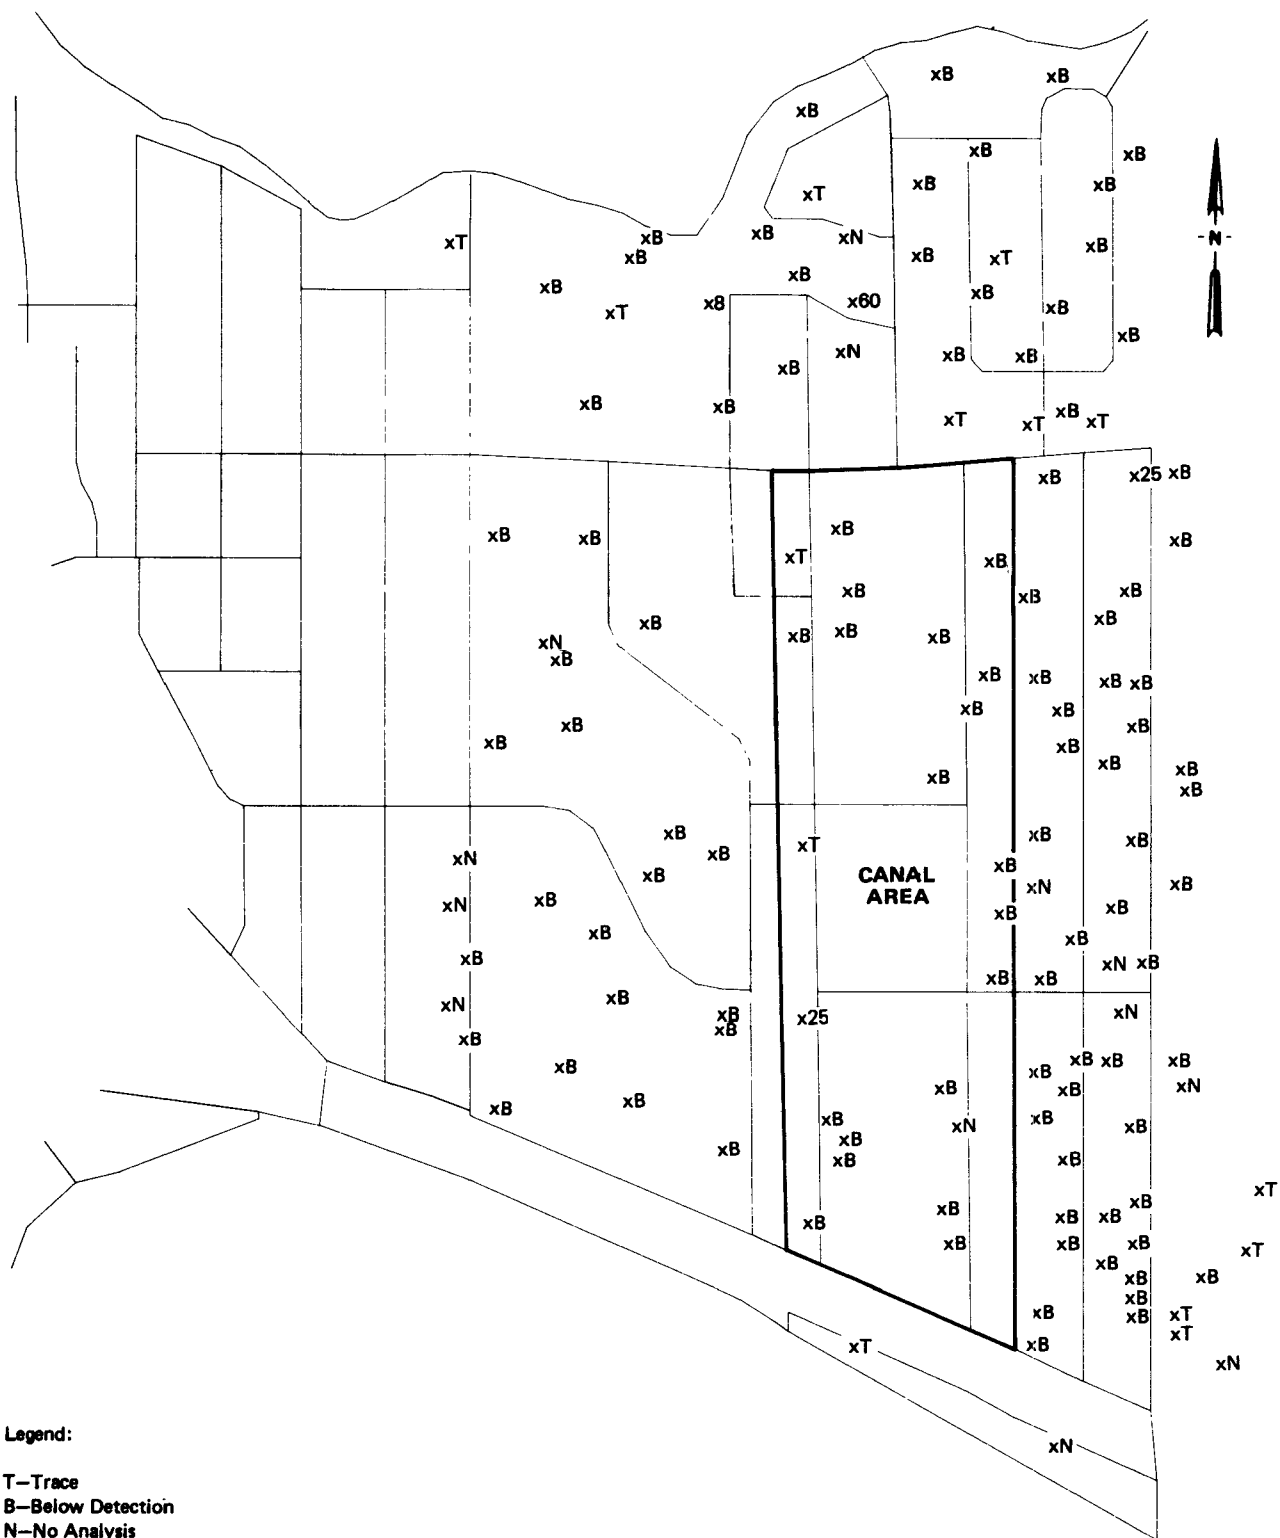 xB xB
xB
xB xB
xB xB
xT
xT xB xB xN xB xT xB
xB
xB xB xB
xT x8 x60 xB xB
xB
xN xB xB
xB
xB xB xT xT xB xT
xB x25 xB
xB xB xB xB
xT xB
xB xB xB
xB xB
xB xB xB xB
xN
xB
xB xB xB xB
xB xB
xB xB xB
xB xB
xB xB
xB
xB xB xB
xB xT
xN xB
xB CANAL xN xB
AREA
xN xB xB xB
xB xB
xB xN xB
xB xB
xN xB
xB x25 xN
xB
xB xB xB xB
xB xB
xB xB xN
xB xB
xB xB xN xB
xB
xB xB xB
xT
xB xB
xB xB xB
xB xB xB xT
xB
xB xB
xB
xB xB xT
xT
xT xB
xN
xN
- N -
Legend:
T—Trace
B—Below Detection
N—No Analysis